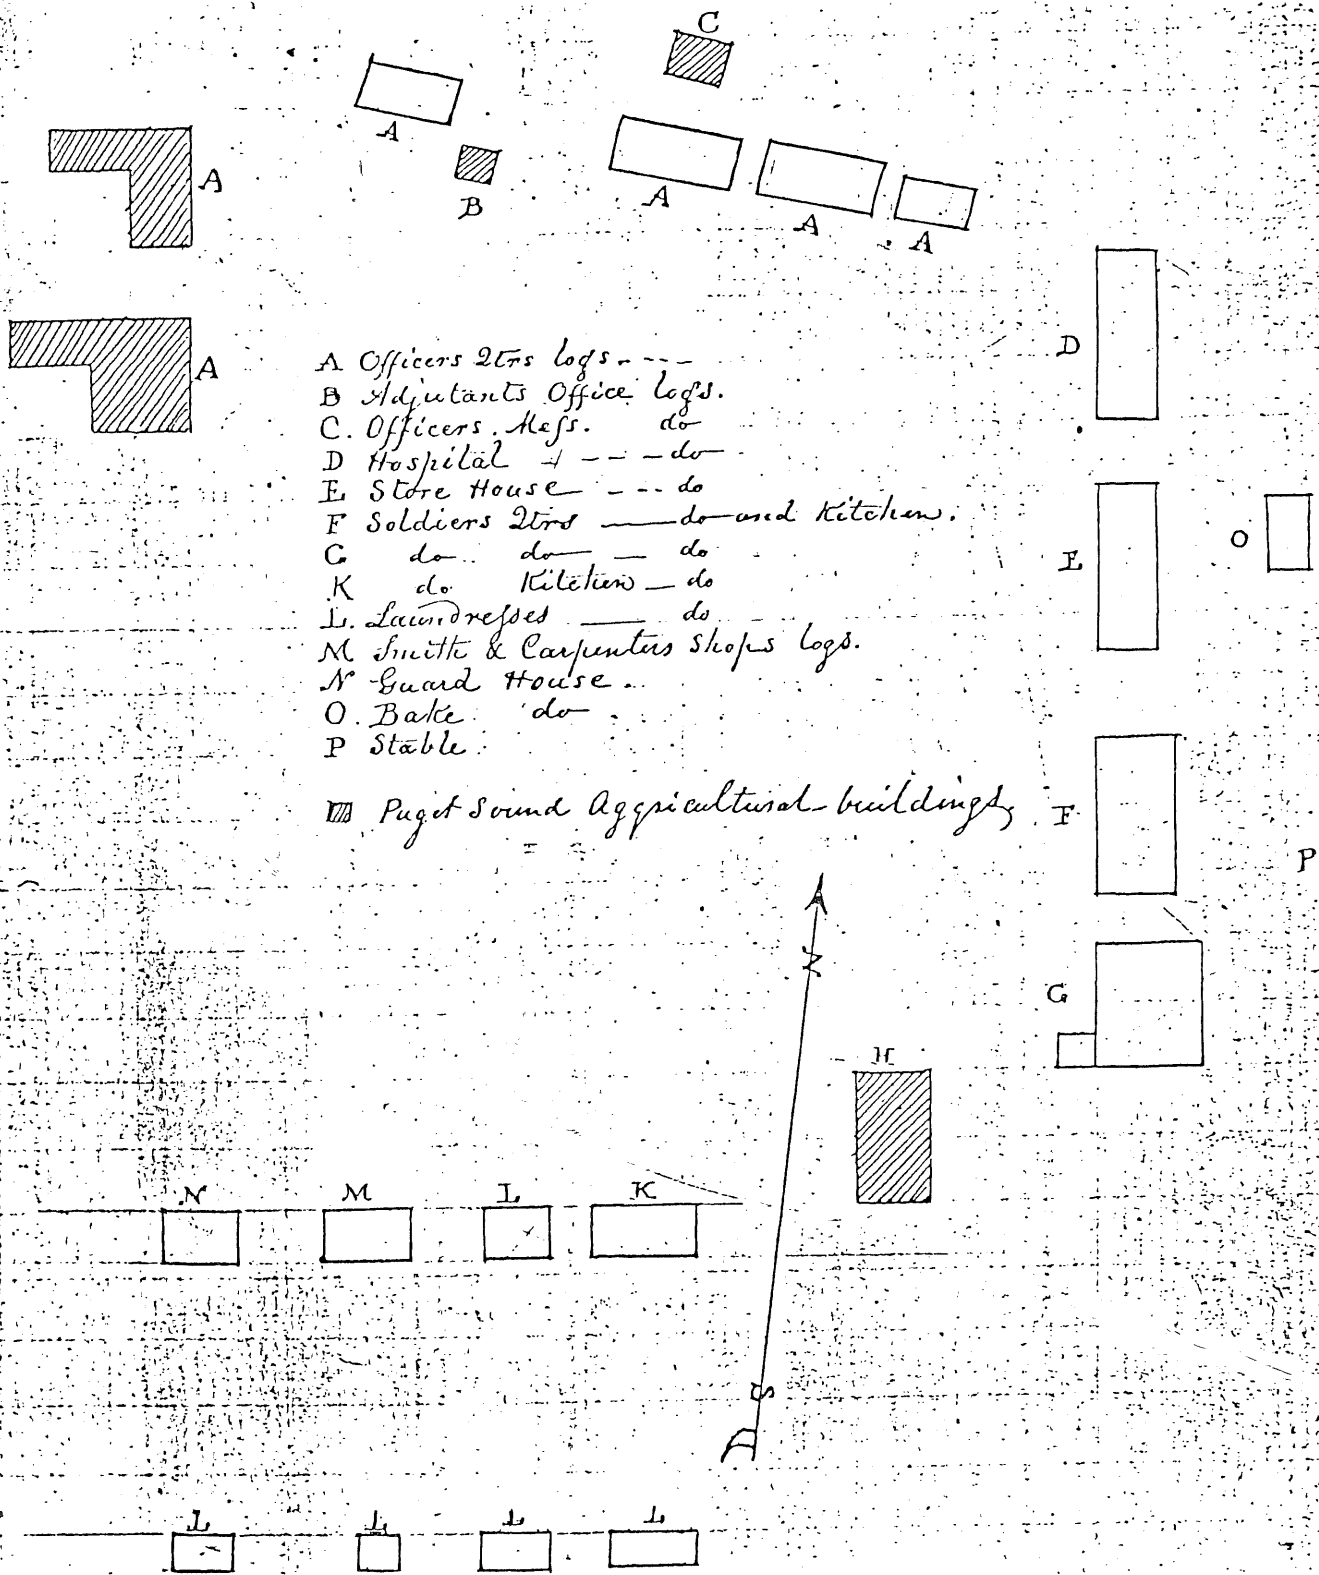 C
A
A
B
A
A
A
D
A
A Officers Qtrs logs. - - -
B Adjutants Office logs.
C. Officers. Mess. do
D Hospital - - - do
E Store House - - - do
F Soldiers Qtrs — do and Kitchen.
G do do — do
K do Kitchen — do
L. Laundresses — do
M Smith & Carpenters Shops logs.
N Guard House.
O. Bake do
P Stable.
Puget Sound Aggricultural buildings,
E
O
F
P
G
N
H
N M L K
S
L L L L